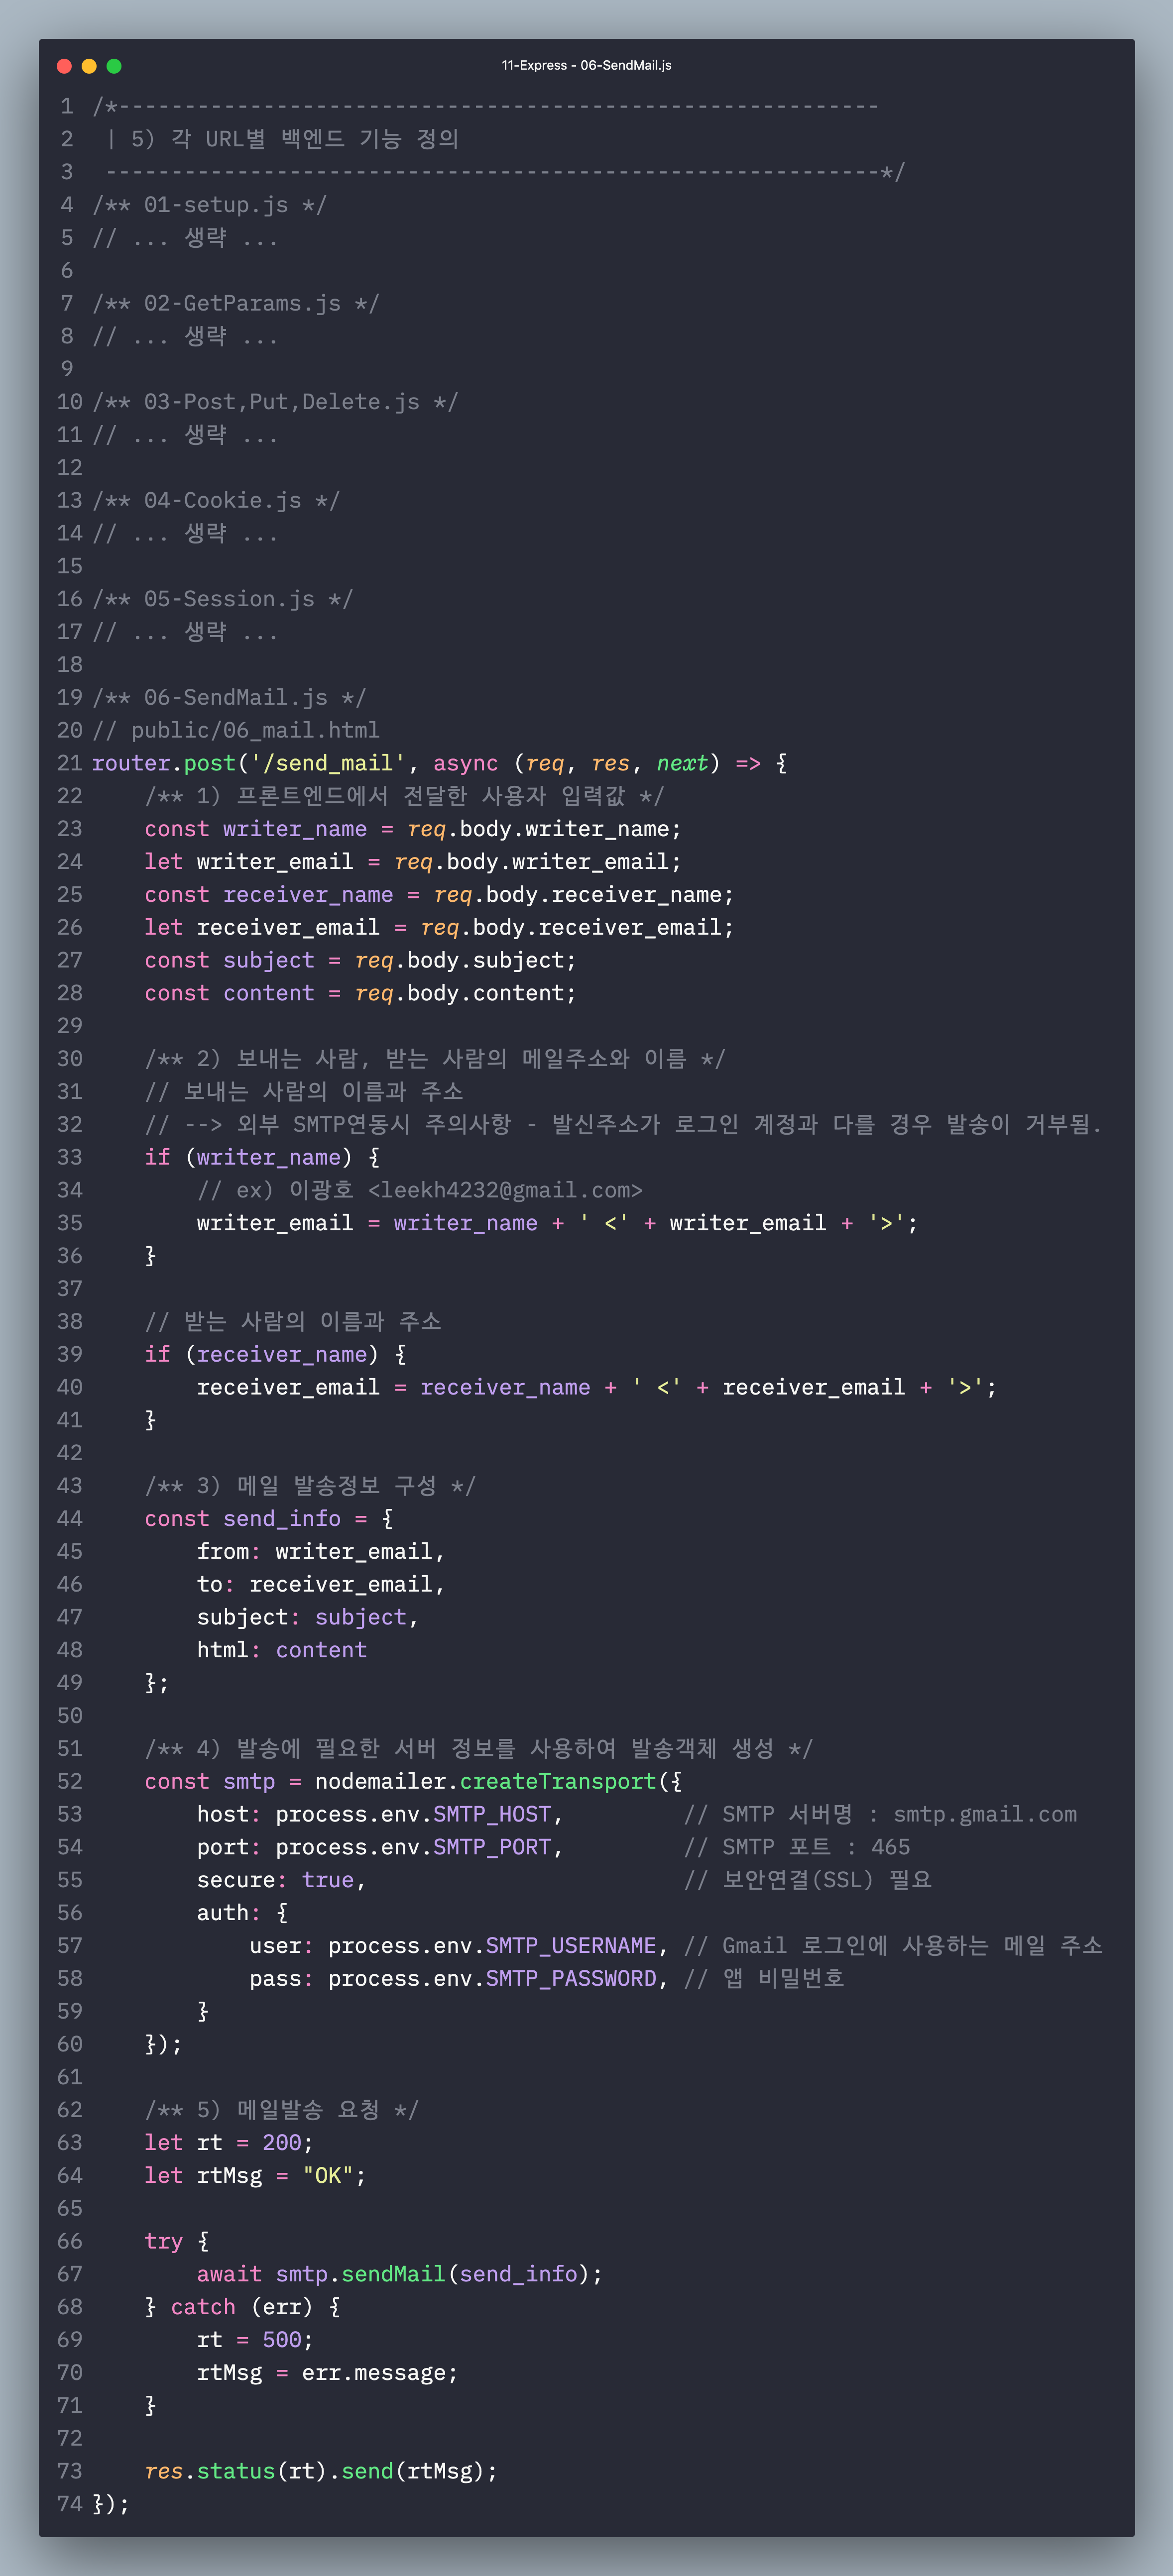 11-Express - 06-SendMail.js
1 /*----------------------------------------------------------
2  | 5) 각 URL별 백엔드 기능 정의
3  -----------------------------------------------------------*/
4 /** 01-setup.js */
5 // ... 생략 ...
6
7 /** 02-GetParams.js */
8 // ... 생략 ...
9
10 /** 03-Post,Put,Delete.js */
11 // ... 생략 ...
12
13 /** 04-Cookie.js */
14 // ... 생략 ...
15
16 /** 05-Session.js */
17 // ... 생략 ...
18
19 /** 06-SendMail.js */
20 // public/06_mail.html
21 router.post('/send_mail', async (req, res, next) => {
22     /** 1) 프론트엔드에서 전달한 사용자 입력값 */
23     const writer_name = req.body.writer_name;
24     let writer_email = req.body.writer_email;
25     const receiver_name = req.body.receiver_name;
26     let receiver_email = req.body.receiver_email;
27     const subject = req.body.subject;
28     const content = req.body.content;
29
30     /** 2) 보내는 사람, 받는 사람의 메일주소와 이름 */
31     // 보내는 사람의 이름과 주소
32     // --> 외부 SMTP연동시 주의사항 - 발신주소가 로그인 계정과 다를 경우 발송이 거부됨.
33     if (writer_name) {
34         // ex) 이광호 <leekh4232@gmail.com>
35         writer_email = writer_name + ' <' + writer_email + '>';
36     }
37
38     // 받는 사람의 이름과 주소
39     if (receiver_name) {
40         receiver_email = receiver_name + ' <' + receiver_email + '>';
41     }
42
43     /** 3) 메일 발송정보 구성 */
44     const send_info = {
45         from: writer_email,
46         to: receiver_email,
47         subject: subject,
48         html: content
49     };
50
51     /** 4) 발송에 필요한 서버 정보를 사용하여 발송객체 생성 */
52     const smtp = nodemailer.createTransport({
53         host: process.env.SMTP_HOST,         // SMTP 서버명 : smtp.gmail.com
54         port: process.env.SMTP_PORT,         // SMTP 포트 : 465
55         secure: true,                        // 보안연결(SSL) 필요
56         auth: {
57             user: process.env.SMTP_USERNAME, // Gmail 로그인에 사용하는 메일 주소
58             pass: process.env.SMTP_PASSWORD, // 앱 비밀번호
59         }
60     });
61
62     /** 5) 메일발송 요청 */
63     let rt = 200;
64     let rtMsg = "OK";
65
66     try {
67         await smtp.sendMail(send_info);
68     } catch (err) {
69         rt = 500;
70         rtMsg = err.message;
71     }
72
73     res.status(rt).send(rtMsg);
74 });